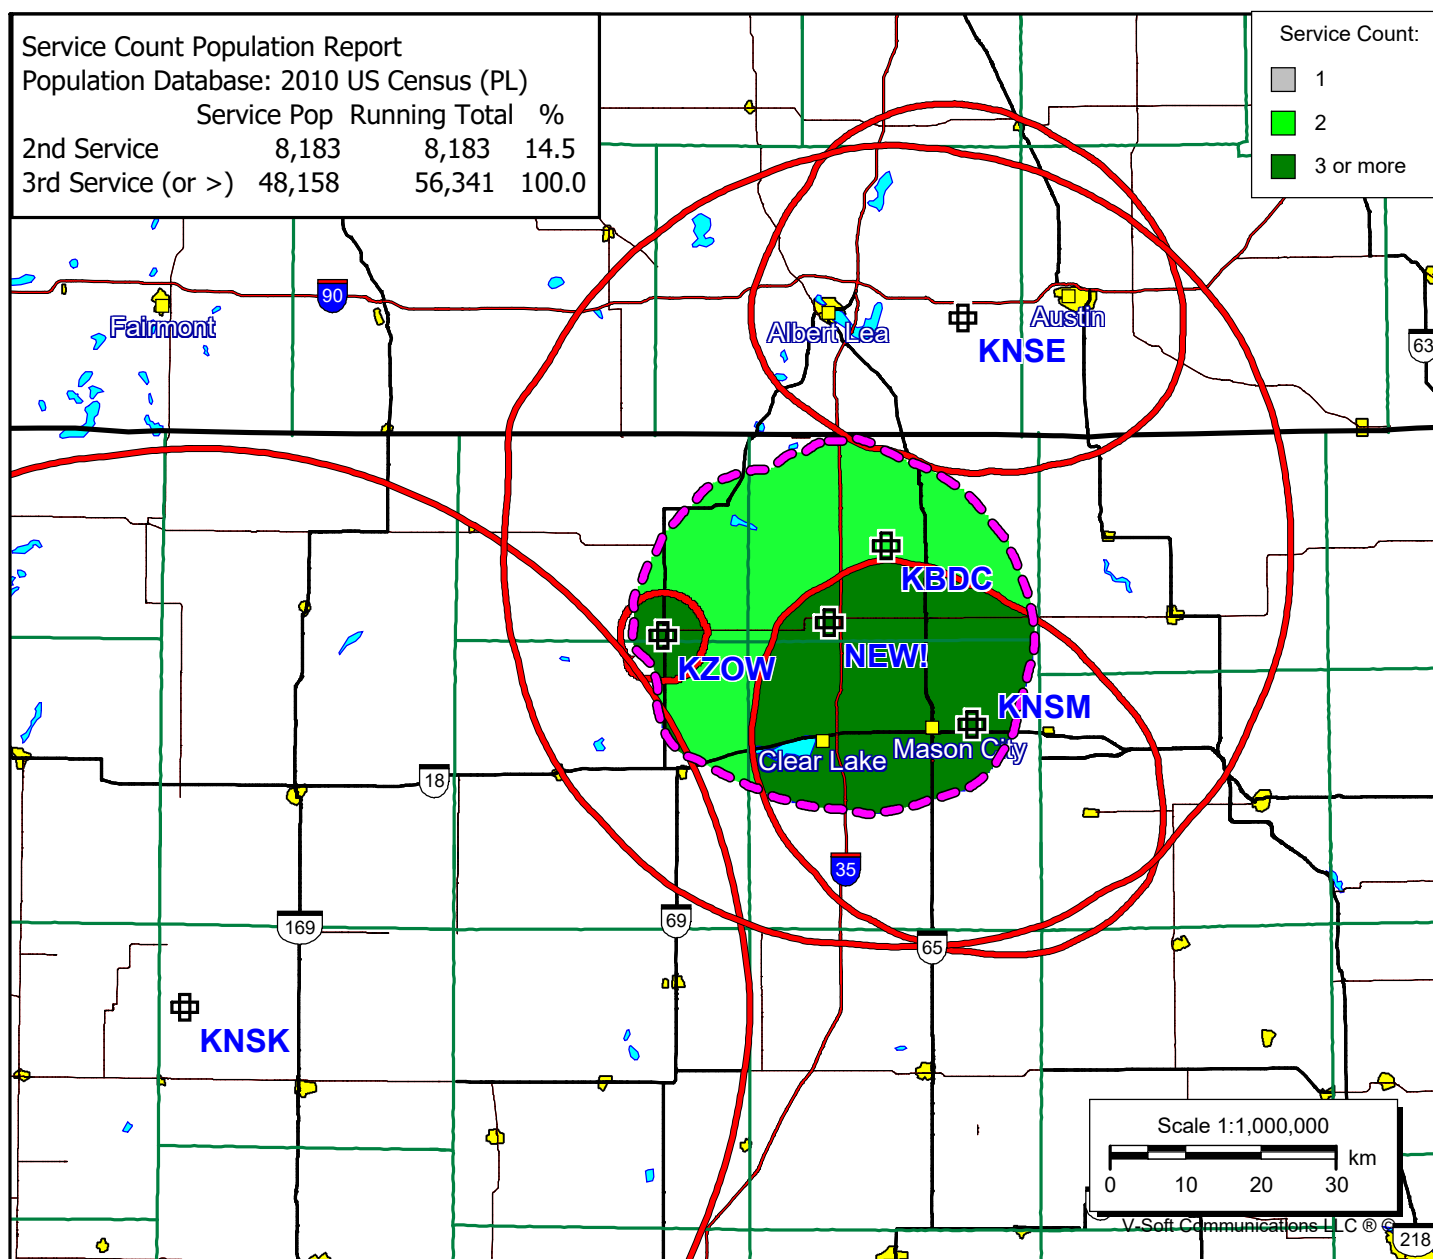 Service Count Population Report
Population Database: 2010 US Census (PL)
Service Pop Running Total %
2nd Service 8,183 8,183 14.5
3rd Service (or >) 48,158 56,341 100.0
Service Count:
1
2
3 or more
90
Fairmont
Albert Lea
Austin
KNSE
63
KBDC
KZOW
NEW!
KNSM
Clear Lake
Mason City
18
35
169
69
65
KNSK
Scale 1:1,000,000
km
0 10 20 30
V-Soft Communications LLC ® ©
218